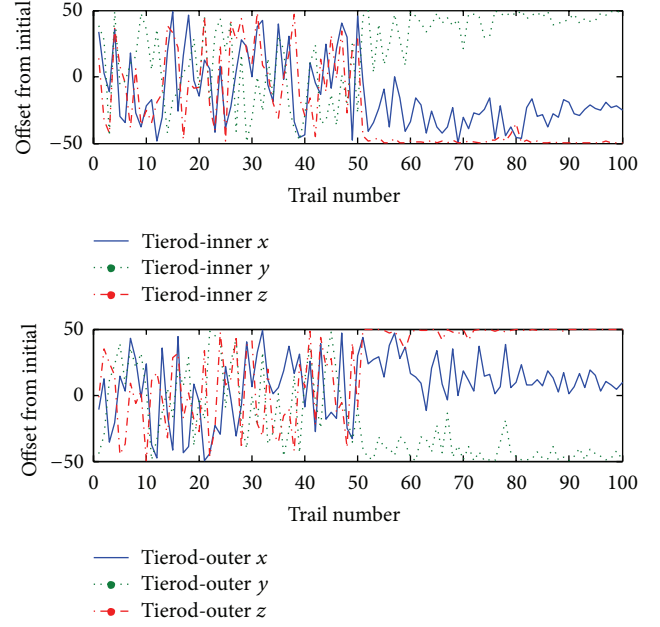 50
0
−50
Offset from initial
0 10 20 30 40 50 60 70 80 90 100
Trail number
Tierod-inner x
Tierod-inner y
Tierod-inner z
50
0
−50
Offset from initial
0 10 20 30 40 50 60 70 80 90 100
Trail number
Tierod-outer x
Tierod-outer y
Tierod-outer z